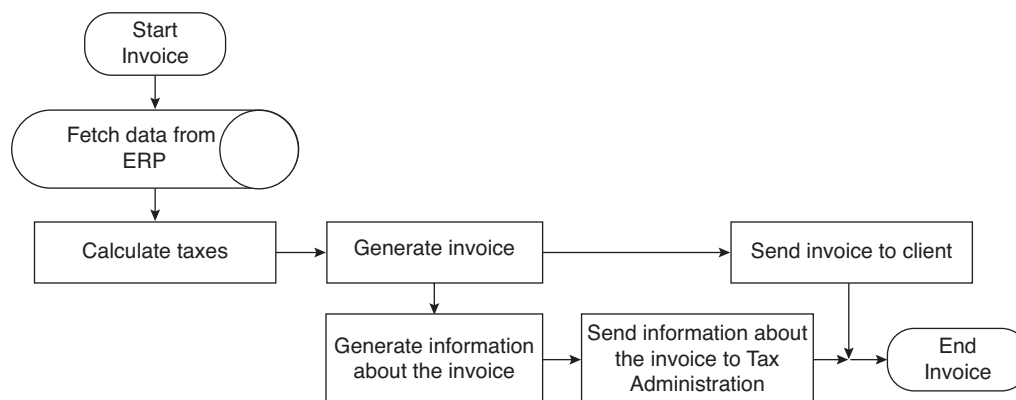 Start
Invoice
Fetch data from
ERP
Calculate taxes
Generate invoice
Send invoice to client
Generate information
about the invoice
Send information about
the invoice to Tax
Administration
End
Invoice